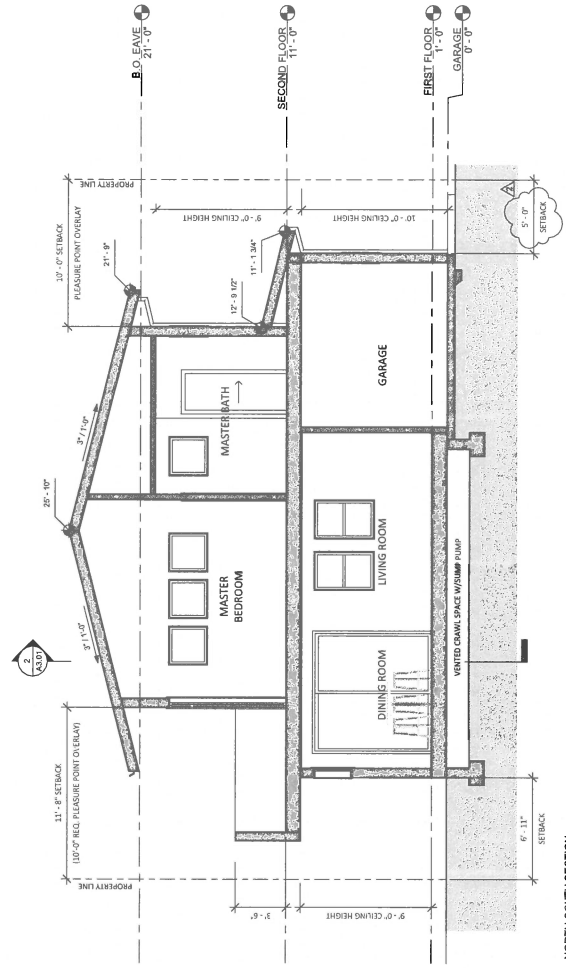 B.O. EAVE
21' - 0"
SECOND FLOOR
11' - 0"
FIRST FLOOR
1' - 0"
GARAGE
0' - 0"
PROPERTY LINE
10' - 0" SETBACK
PLEASURE POINT OVERLAY
21' - 9"
9' - 0" CEILING HEIGHT
11' - 1 3/4"
12' - 9 1/2"
10' - 0" CEILING HEIGHT
2
5' - 0"
SETBACK
3" / 1'-0"
25' - 10"
3" / 1'-0"
2
A3.01
MASTER BATH
MASTER
BEDROOM
GARAGE
LIVING ROOM
DINING ROOM
VENTED CRAWL SPACE W/SUMP PUMP
11' - 8" SETBACK
(10'-0" REQ. PLEASURE POINT OVERLAY)
PROPERTY LINE
3' - 6"
9' - 0" CEILING HEIGHT
6' - 11"
SETBACK